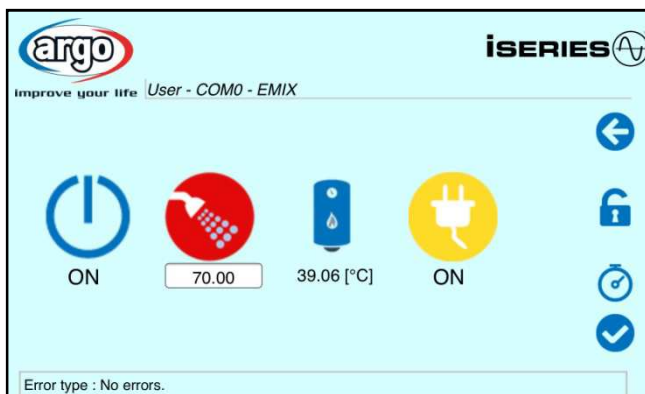 argo
iSERIES
improve your life
User - COM0 - EMIX
ON
70.00
39.06 [°C]
ON
Error type : No errors.